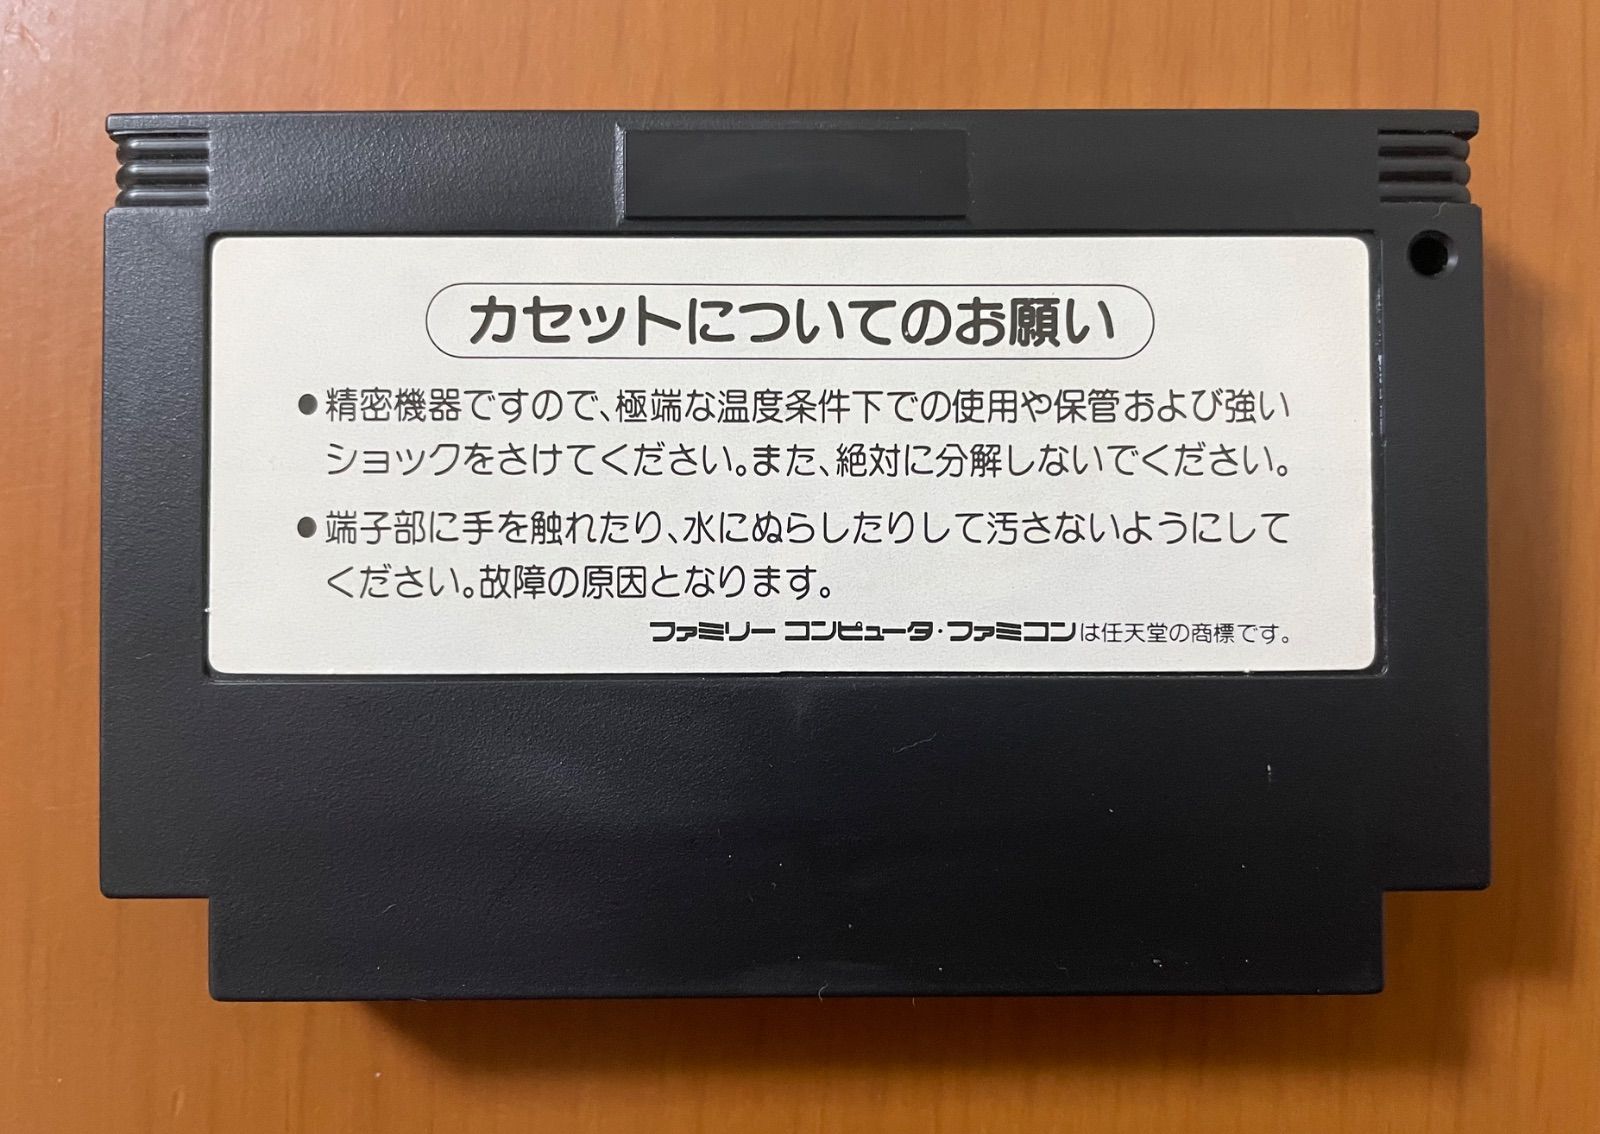 カセットについてのお願い
●精密機器ですので、極端な温度条件下での使用や保管および強い
ショックをさけてください。また、絶対に分解しないでください。
●端子部に手を触れたり、水にぬらしたりして汚さないようにして
ください。故障の原因となります。
ファミリー コンピュータ・ファミコンは任天堂の商標です。